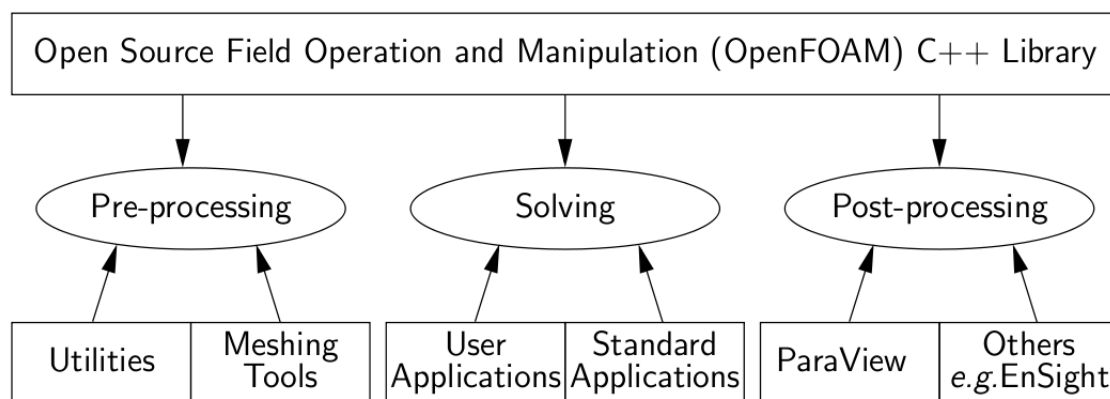 Open Source Field Operation and Manipulation (OpenFOAM) C++ Library
Pre-processing
Solving
Post-processing
Utilities
Meshing
Tools
User
Applications
Standard
Applications
ParaView
Others
e.g.EnSight